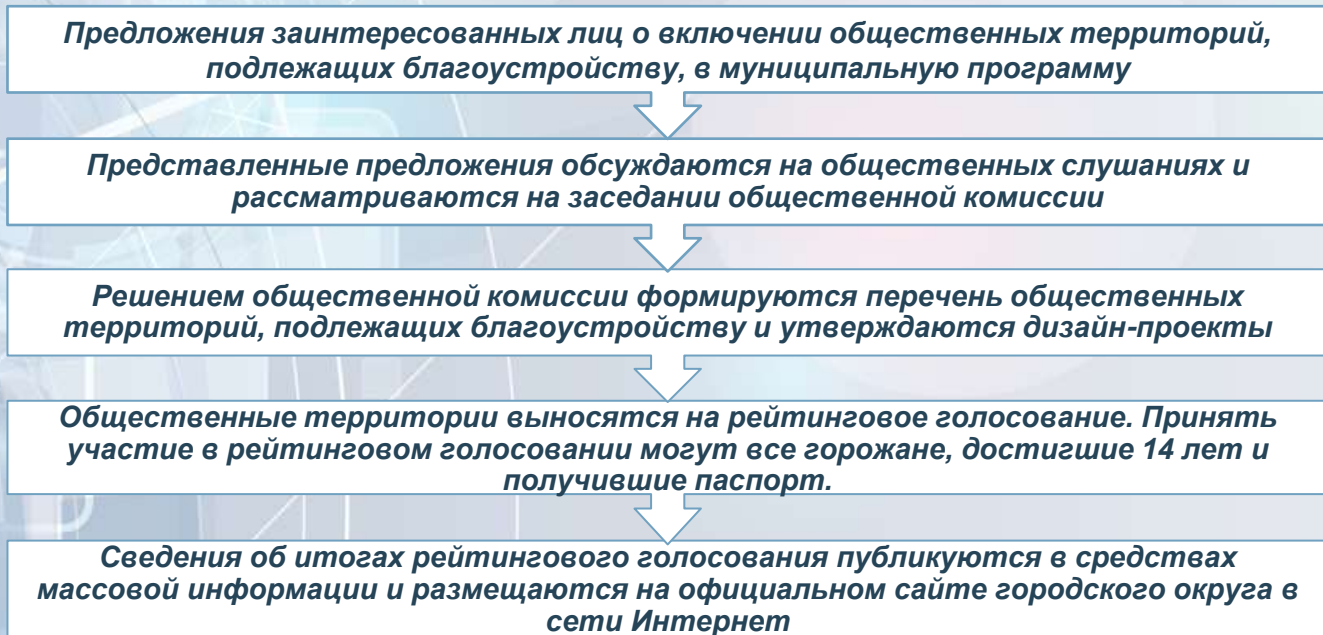 Предложения заинтересованных лиц о включении общественных территорий,
подлежащих благоустройству, в муниципальную программу
Представленные предложения обсуждаются на общественных слушаниях и
рассматриваются на заседании общественной комиссии
Решением общественной комиссии формируются перечень общественных
территорий, подлежащих благоустройству и утверждаются дизайн-проекты
Общественные территории выносятся на рейтинговое голосование. Принять
участие в рейтинговом голосовании могут все горожане, достигшие 14 лет и
получившие паспорт.
Сведения об итогах рейтингового голосования публикуются в средствах
массовой информации и размещаются на официальном сайте городского округа в
сети Интернет